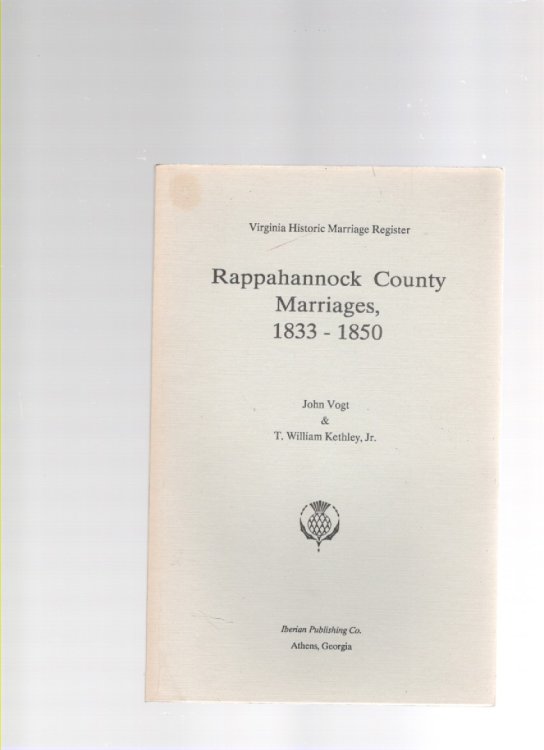 Virginia Historic Marriage Register
Rappahannock County
Marriages,
1833 - 1850
John Vogt
&
T. William Kethley, Jr.
Iberian Publishing Co.
Athens, Georgia